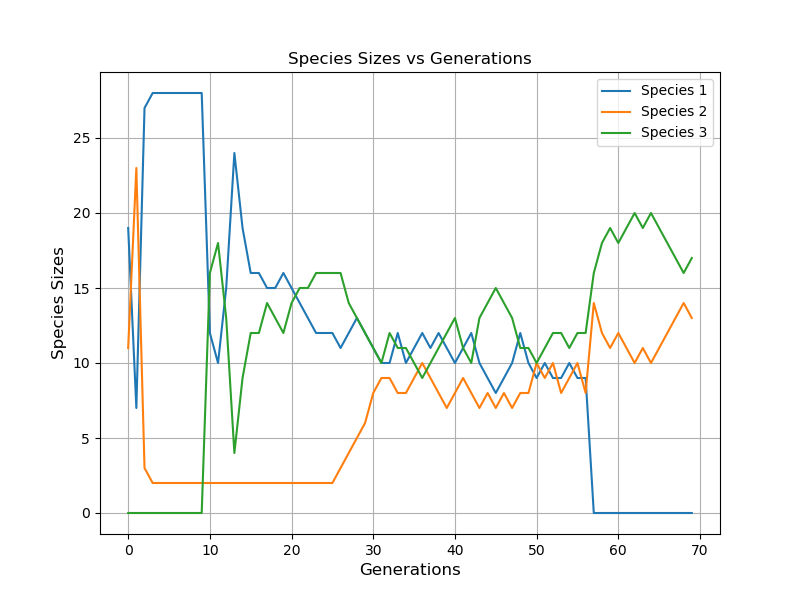 Species Sizes vs Generations
Species 1
Species 2
Species 3
Species Sizes
25
20
15
10
5
0
0 10 20 30 40 50 60 70
Generations